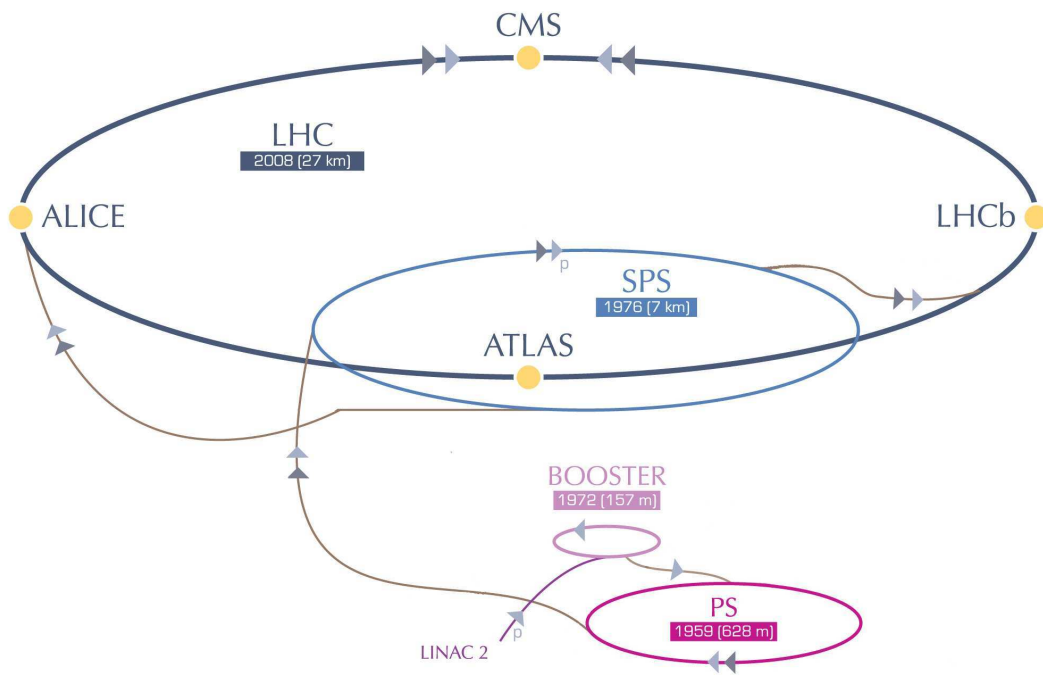 CMS
LHC
2008 (27 km)
ALICE
LHCb
p
SPS
1976 (7 km)
ATLAS
BOOSTER
1972 (157 m)
PS
1959 (628 m)
p
LINAC 2